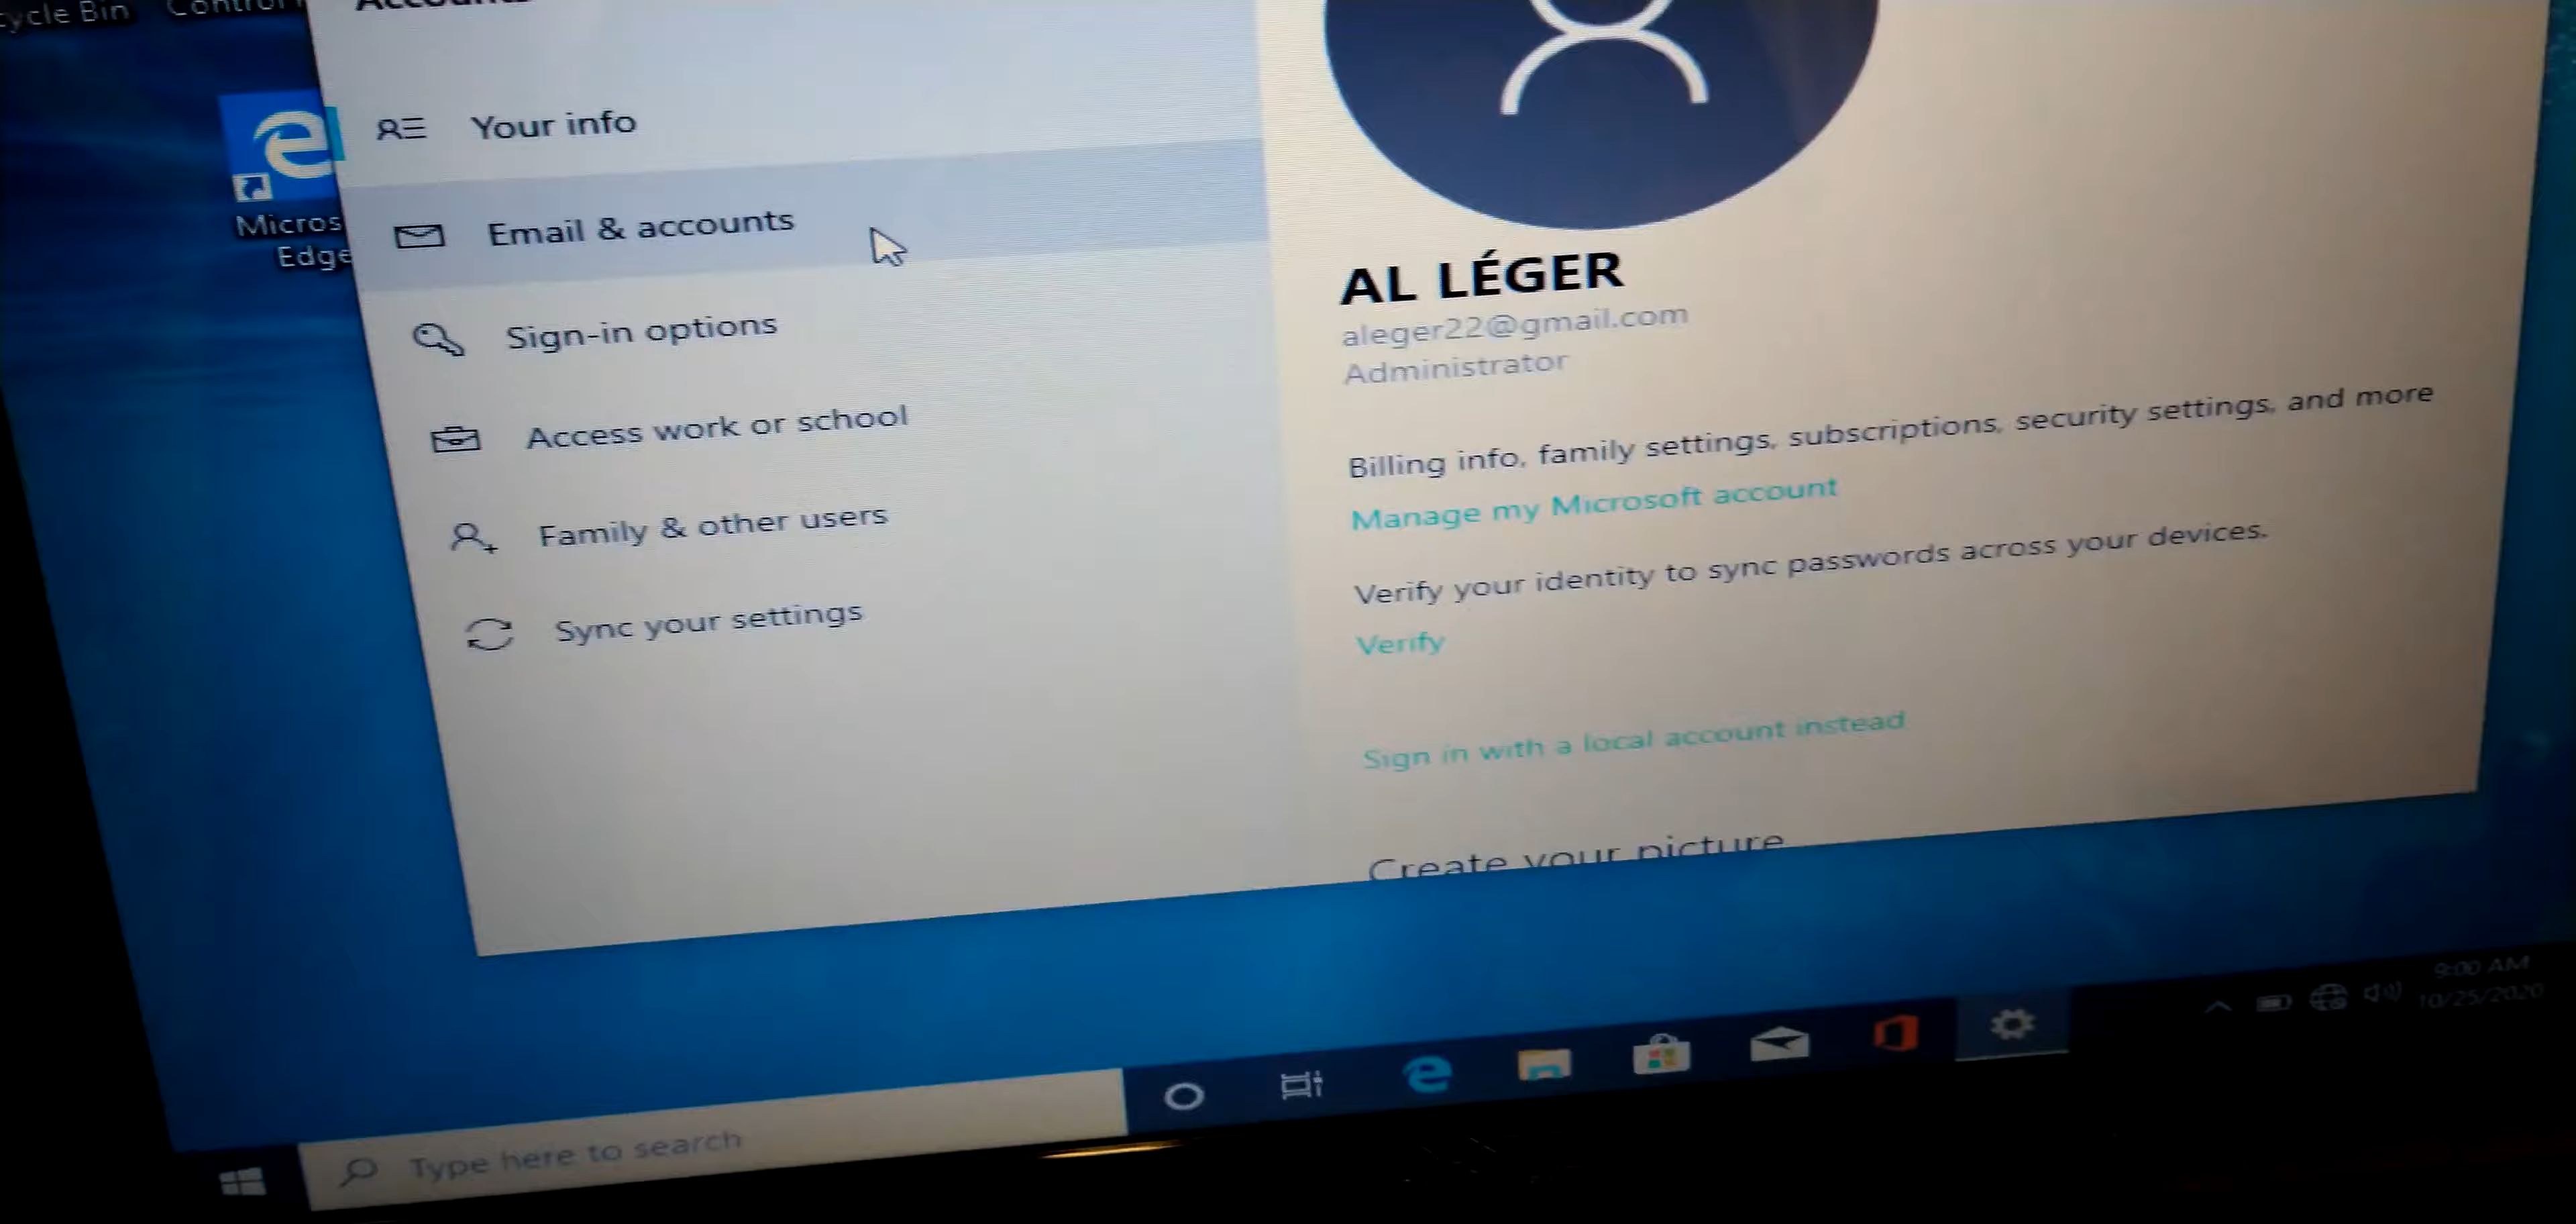 Control
Accounts
Your info
Email & accounts
Sign-in options
Access work or school
Family & other users
Sync your settings
Micros
Edge
AL LÉGER
aleger22@gmail.com
Administrator
Billing info, family settings, subscriptions, security settings, and more
Manage my Microsoft account
Verify your identity to sync passwords across your devices.
Verify
Sign in with a local account instead
Create your picture
Type here to search
9:00 AM
10/25/2020